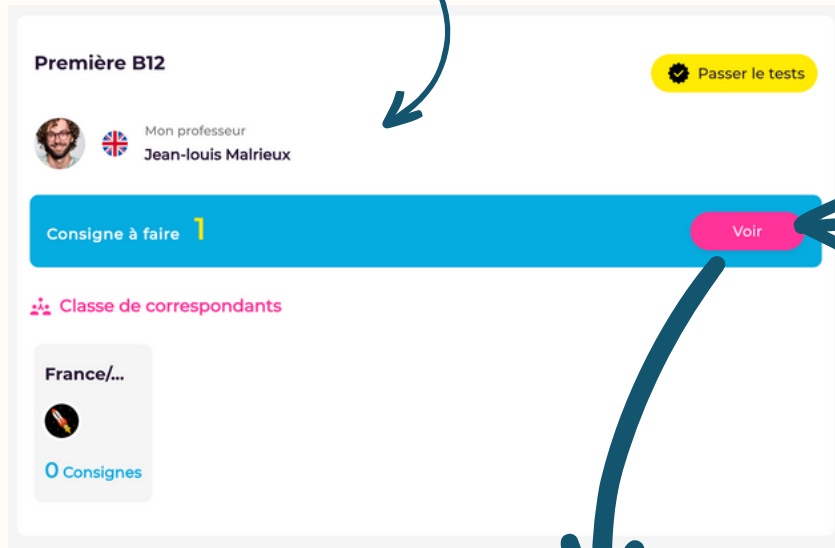 Première B12
Passer le tests
Mon professeur
Jean-louis Malrieux
Consigne à faire 1
Voir
Classe de correspondants
France/...
0 Consignes